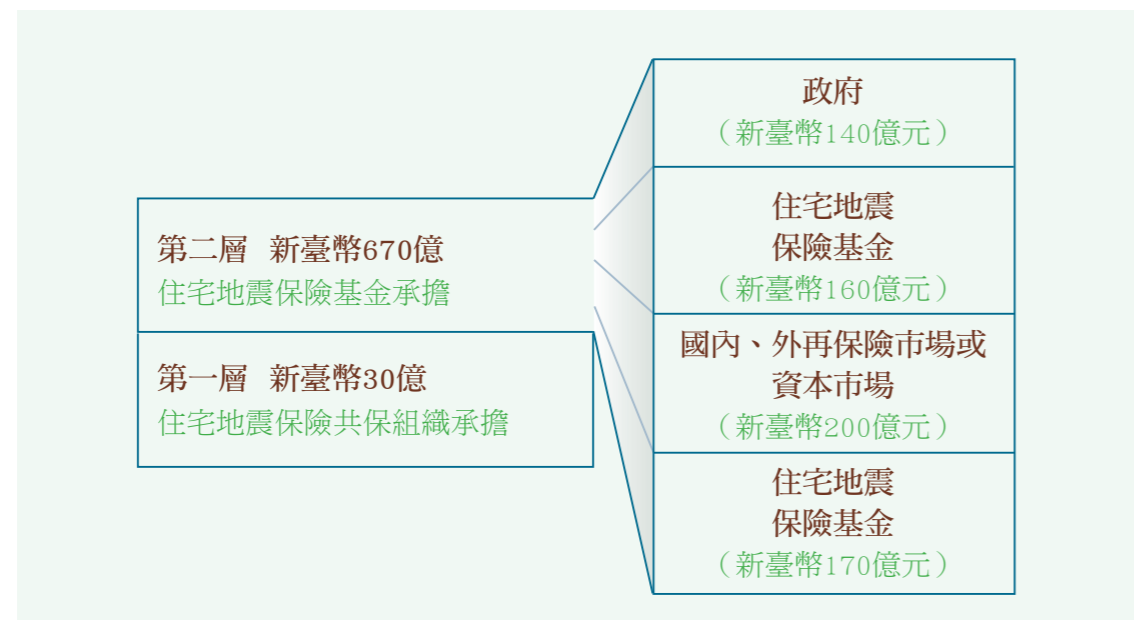 第二層 新臺幣670億
住宅地震保險基金承擔
第一層 新臺幣30億
住宅地震保險共保組織承擔
政府
（新臺幣140億元）
住宅地震
保險基金
（新臺幣160億元）
國內、外再保險市場或
資本市場
（新臺幣200億元）
住宅地震
保險基金
（新臺幣170億元）